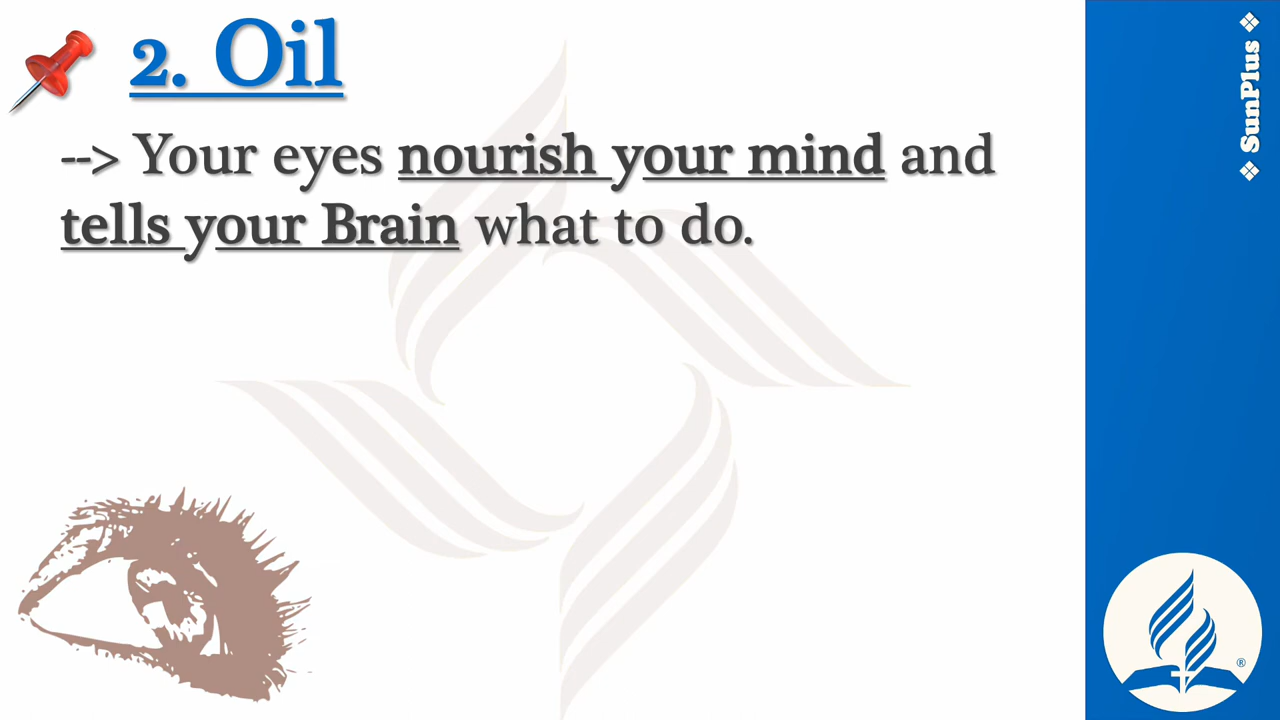 2. Oil
--> Your eyes nourish your mind and
tells your Brain what to do.
❖ SunPlus ❖
®